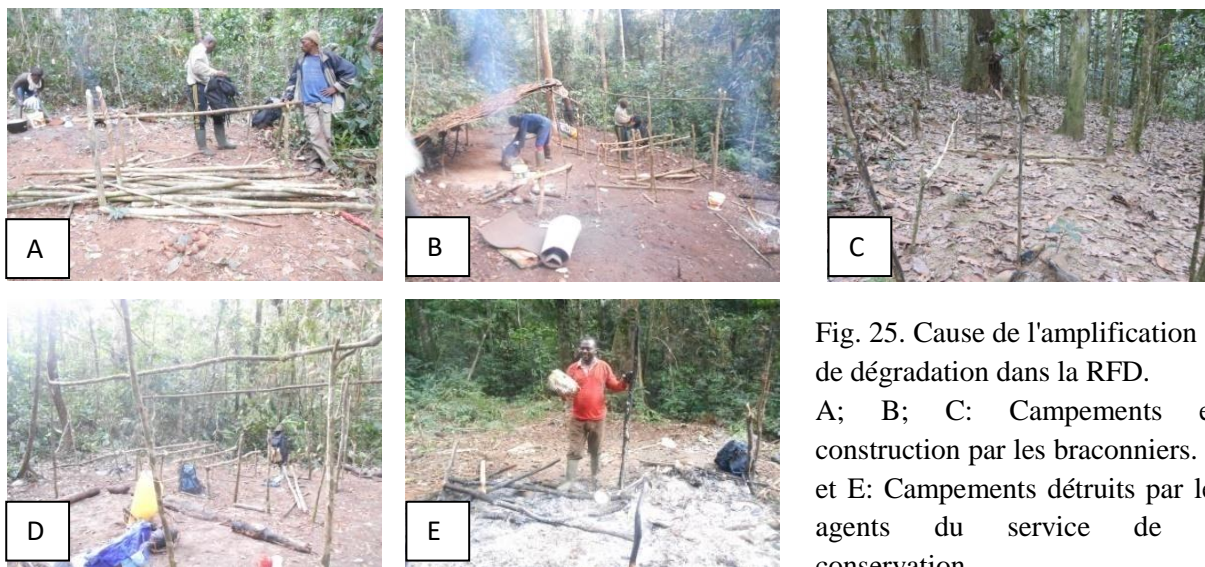 A
B
C
D
E
Fig. 25. Cause de l'amplification
de dégradation dans la RFD.
A; B; C: Campements
construction par les braconniers.
et E: Campements détruits par
agents du service de
conservation